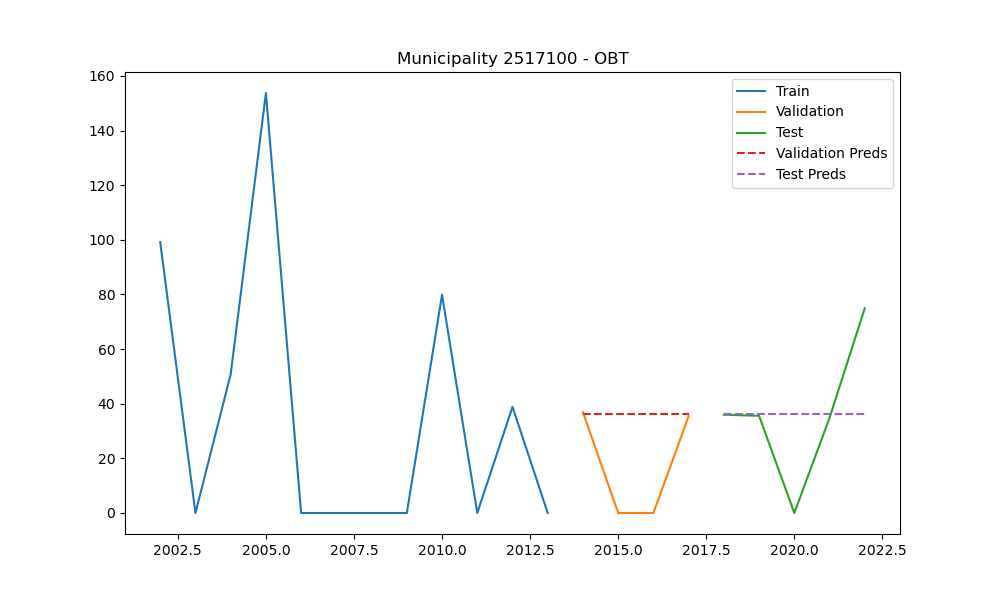 Municipality 2517100 - OBT
160
140
120
100
80
60
40
20
0
Train
Validation
Test
Validation Preds
Test Preds
2002.5 2005.0 2007.5 2010.0 2012.5 2015.0 2017.5 2020.0 2022.5